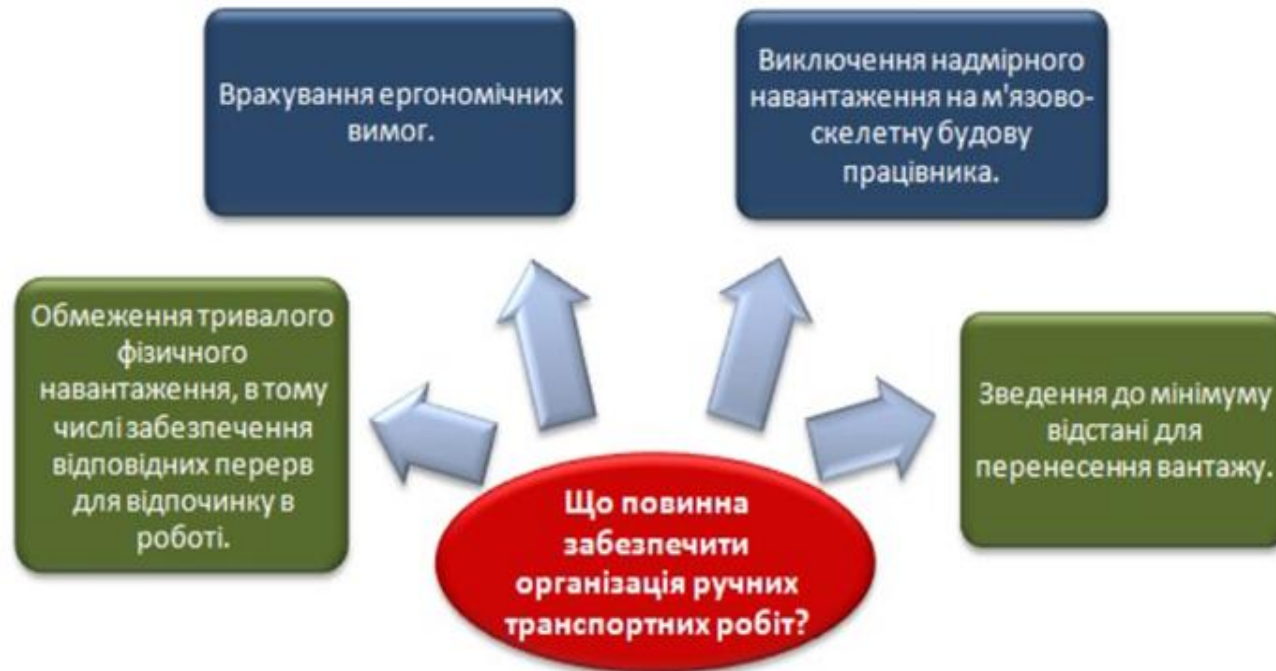 Врахування ергономічних
вимог.
Виключення надмірного
навантаження на м'язово-
скелетну будову
працівника.
Обмеження тривалого
фізичного
навантаження, в тому
числі забезпечення
відповідних перерв
для відпочинку в
роботі.
Зведення до мінімуму
відстані для
перенесення вантажу.
Що повинна
забезпечити
організація ручних
транспортних робіт?